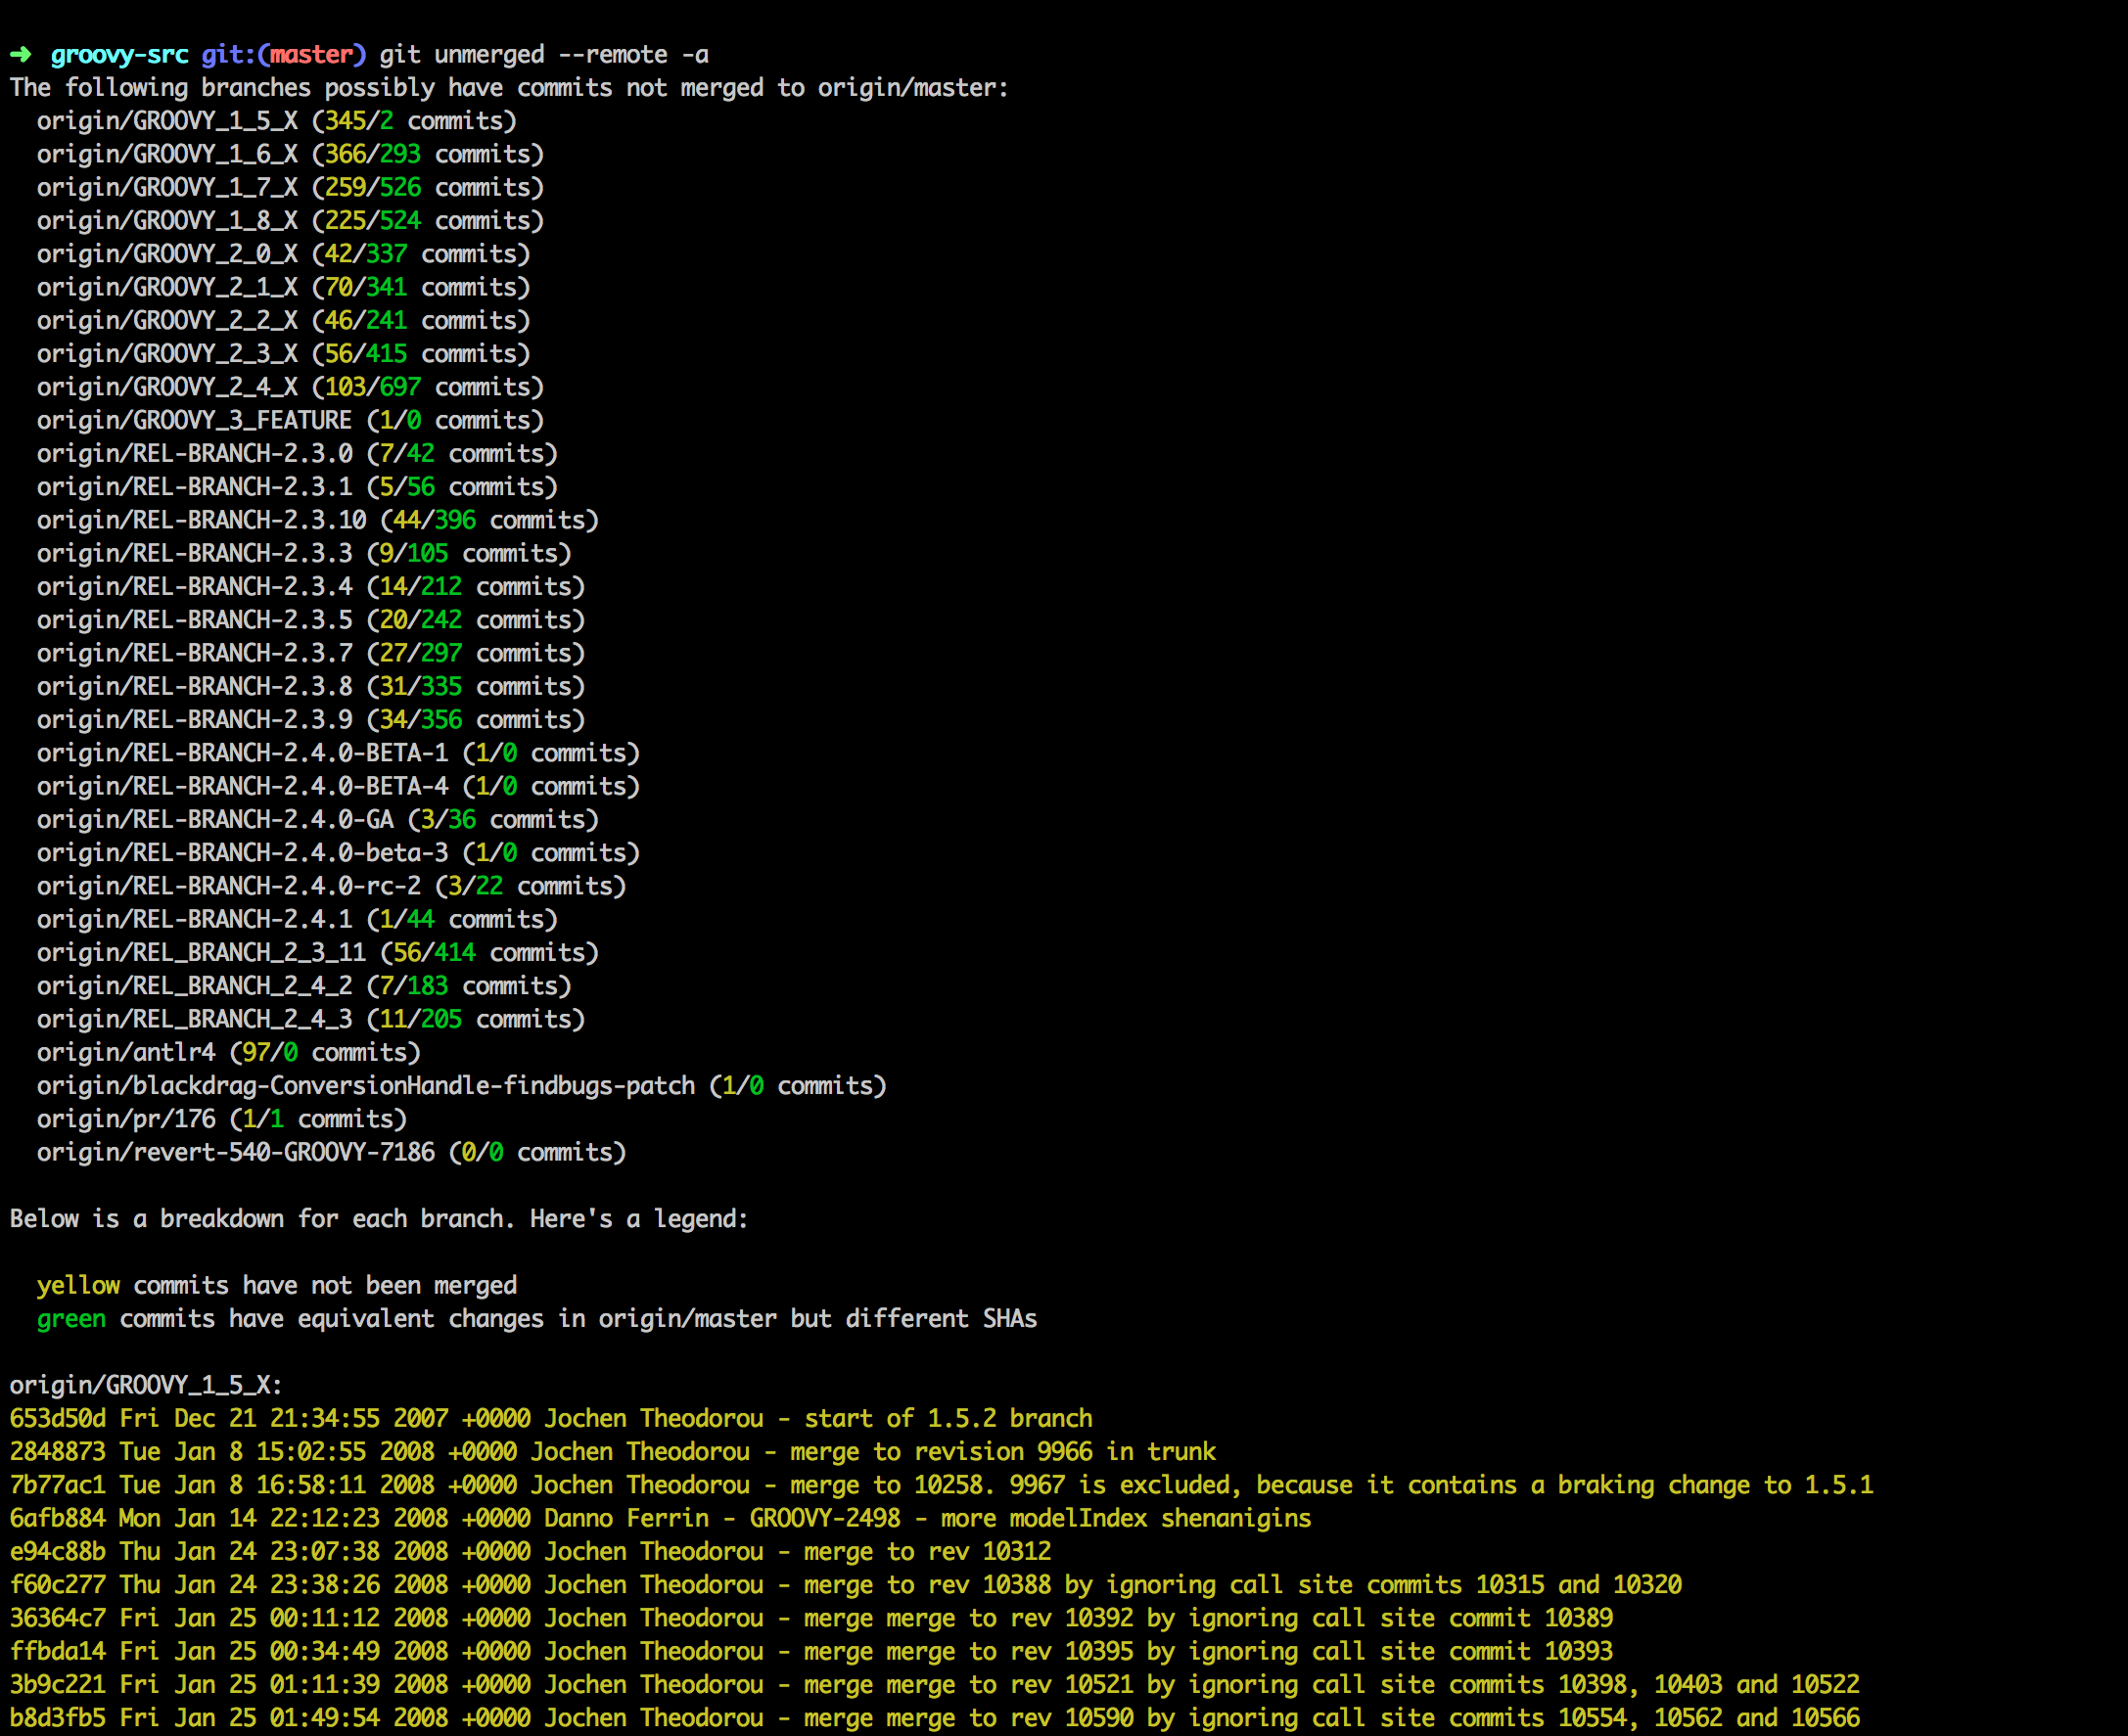 ➜ groovy-src git:(master) git unmerged --remote -a
The following branches possibly have commits not merged to origin/master:
origin/GROOVY_1_5_X (345/2 commits)
origin/GROOVY_1_6_X (366/293 commits)
origin/GROOVY_1_7_X (259/526 commits)
origin/GROOVY_1_8_X (225/524 commits)
origin/GROOVY_2_0_X (42/337 commits)
origin/GROOVY_2_1_X (70/341 commits)
origin/GROOVY_2_2_X (46/241 commits)
origin/GROOVY_2_3_X (56/415 commits)
origin/GROOVY_2_4_X (103/697 commits)
origin/GROOVY_3_FEATURE (1/0 commits)
origin/REL-BRANCH-2.3.0 (7/42 commits)
origin/REL-BRANCH-2.3.1 (5/56 commits)
origin/REL-BRANCH-2.3.10 (44/396 commits)
origin/REL-BRANCH-2.3.3 (9/105 commits)
origin/REL-BRANCH-2.3.4 (14/212 commits)
origin/REL-BRANCH-2.3.5 (20/242 commits)
origin/REL-BRANCH-2.3.7 (27/297 commits)
origin/REL-BRANCH-2.3.8 (31/335 commits)
origin/REL-BRANCH-2.3.9 (34/356 commits)
origin/REL-BRANCH-2.4.0-BETA-1 (1/0 commits)
origin/REL-BRANCH-2.4.0-BETA-4 (1/0 commits)
origin/REL-BRANCH-2.4.0-GA (3/36 commits)
origin/REL-BRANCH-2.4.0-beta-3 (1/0 commits)
origin/REL-BRANCH-2.4.0-rc-2 (3/22 commits)
origin/REL-BRANCH-2.4.1 (1/44 commits)
origin/REL_BRANCH_2_3_11 (56/414 commits)
origin/REL_BRANCH_2_4_2 (7/183 commits)
origin/REL_BRANCH_2_4_3 (11/205 commits)
origin/antlr4 (97/0 commits)
origin/blackdrag-ConversionHandle-findbugs-patch (1/0 commits)
origin/pr/176 (1/1 commits)
origin/revert-540-GROOVY-7186 (0/0 commits)
Below is a breakdown for each branch. Here's a legend:
yellow commits have not been merged
green commits have equivalent changes in origin/master but different SHAs
origin/GROOVY_1_5_X:
653d50d Fri Dec 21 21:34:55 2007 +0000 Jochen Theodorou - start of 1.5.2 branch
2848873 Tue Jan 8 15:02:55 2008 +0000 Jochen Theodorou - merge to revision 9966 in trunk
7b77ac1 Tue Jan 8 16:58:11 2008 +0000 Jochen Theodorou - merge to 10258. 9967 is excluded, because it contains a braking change to 1.5.1
6afb884 Mon Jan 14 22:12:23 2008 +0000 Danno Ferrin - GROOVY-2498 - more modelIndex shenanigins
e94c88b Thu Jan 24 23:07:38 2008 +0000 Jochen Theodorou - merge to rev 10312
f60c277 Thu Jan 24 23:38:26 2008 +0000 Jochen Theodorou - merge to rev 10388 by ignoring call site commits 10315 and 10320
36364c7 Fri Jan 25 00:11:12 2008 +0000 Jochen Theodorou - merge merge to rev 10392 by ignoring call site commit 10389
ffbda14 Fri Jan 25 00:34:49 2008 +0000 Jochen Theodorou - merge merge to rev 10395 by ignoring call site commit 10393
3b9c221 Fri Jan 25 01:11:39 2008 +0000 Jochen Theodorou - merge merge to rev 10521 by ignoring call site commits 10398, 10403 and 10522
b8d3fb5 Fri Jan 25 01:49:54 2008 +0000 Jochen Theodorou - merge merge to rev 10590 by ignoring call site commits 10554, 10562 and 10566